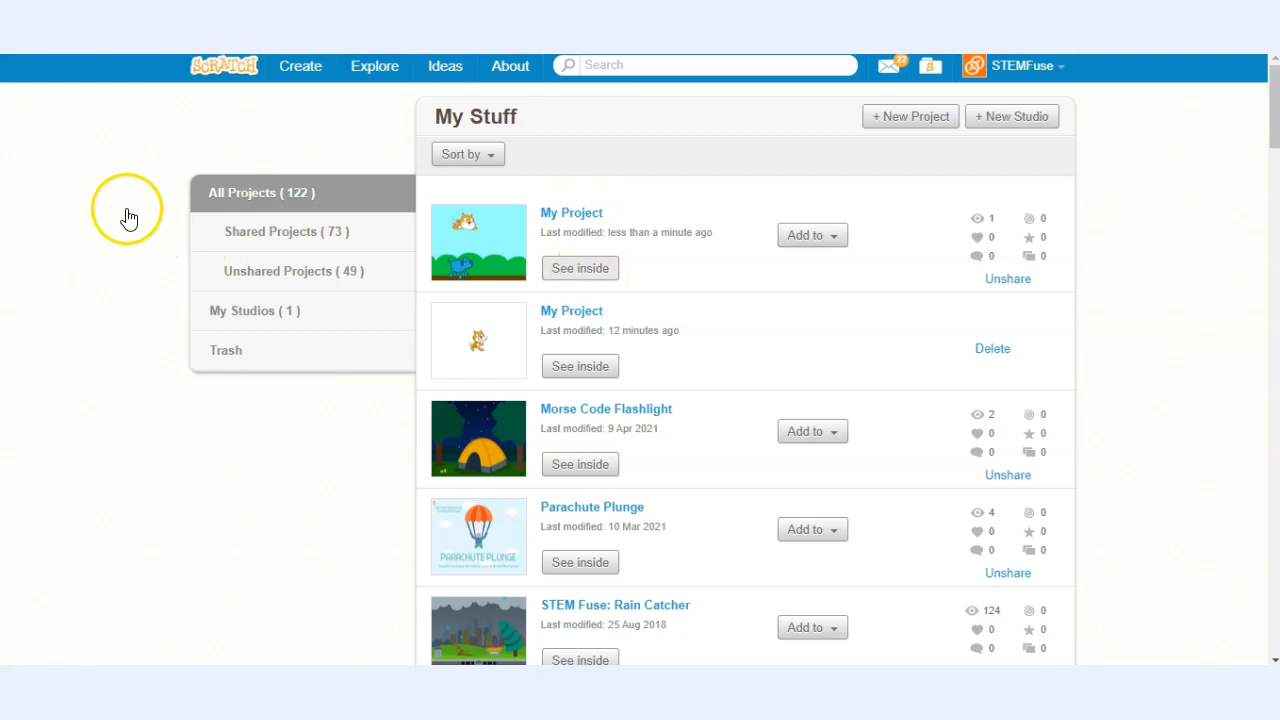 SCRATCH Create Explore Ideas About Search 22 S STEMFuse
My Stuff + New Project + New Studio
Sort by
All Projects ( 122 )
Shared Projects ( 73 )
Unshared Projects ( 49 )
My Studios ( 1 )
Trash
My Project
Last modified: less than a minute ago
See inside
Add to
1 0
0 0
0 0
Unshare
My Project
Last modified: 12 minutes ago
See inside
Delete
Morse Code Flashlight
Last modified: 9 Apr 2021
See inside
Add to
2 0
0 0
0 0
Unshare
PARACHUTE PLUNGE
Parachute Plunge
Last modified: 10 Mar 2021
See inside
Add to
4 0
0 0
0 0
Unshare
STEM Fuse: Rain Catcher
Last modified: 25 Aug 2018
See inside
Add to
124 0
0 0
0 0